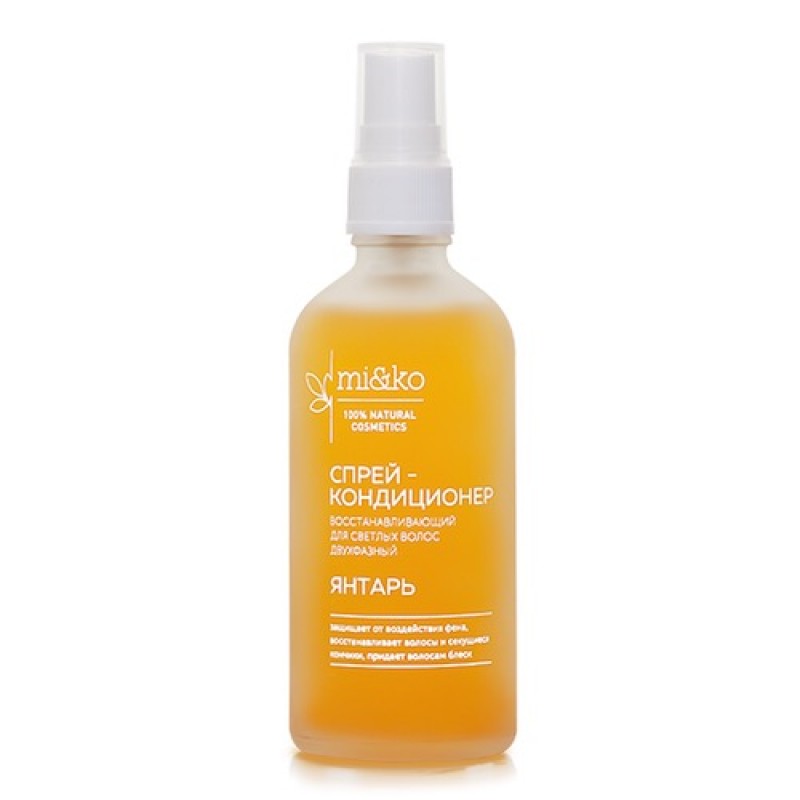 mi&ko
100% NATURAL
COSMETICS
СПРЕЙ -
КОНДИЦИОНЕР
ВОССТАНАВЛИВАЮЩИЙ
ДЛЯ СВЕТЛЫХ ВОЛОС
ДВУХФАЗНЫЙ
ЯНТАРЬ
защищает от воздействия фена,
восстанавливает волосы и секущиеся
кончики, придает волосам блеск